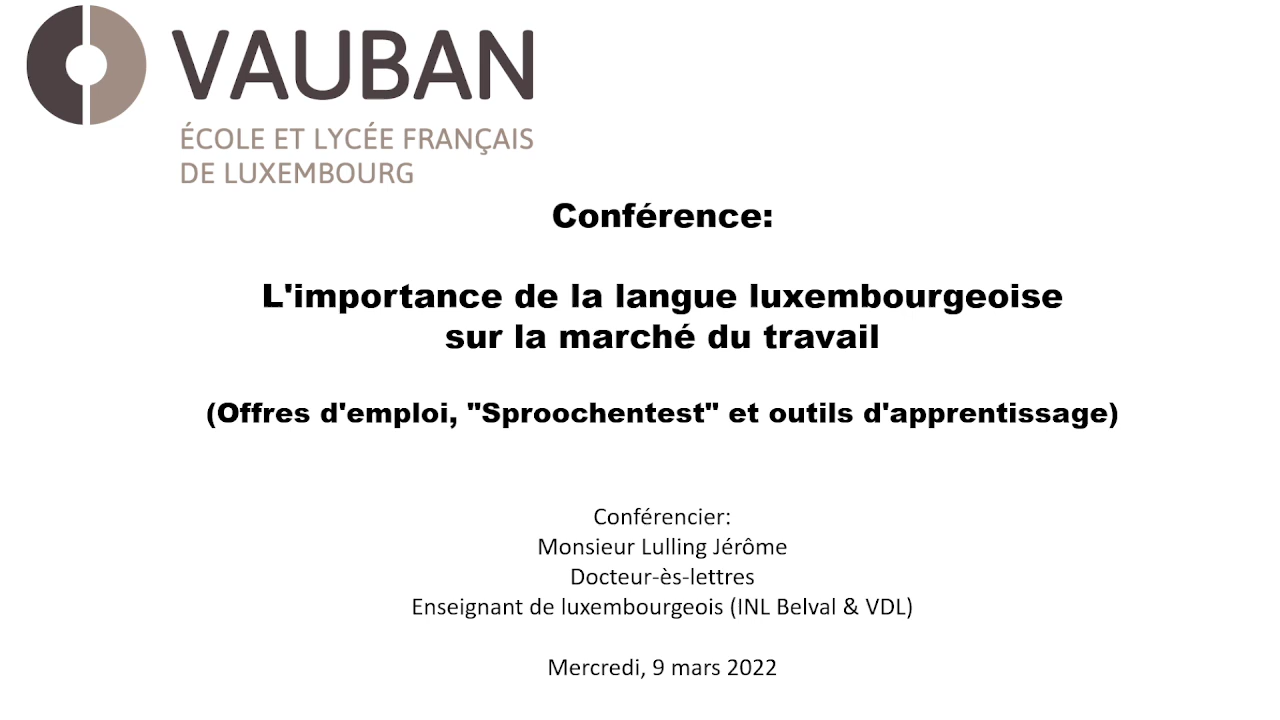 VAUBAN
ÉCOLE ET LYCÉE FRANÇAIS
DE LUXEMBOURG
Conférence:
L'importance de la langue luxembourgeoise
sur la marché du travail
(Offres d'emploi, "Sproochentest" et outils d'apprentissage)
Conférencier:
Monsieur Lulling Jérôme
Docteur-ès-lettres
Enseignant de luxembourgeois (INL Belval & VDL)
Mercredi, 9 mars 2022